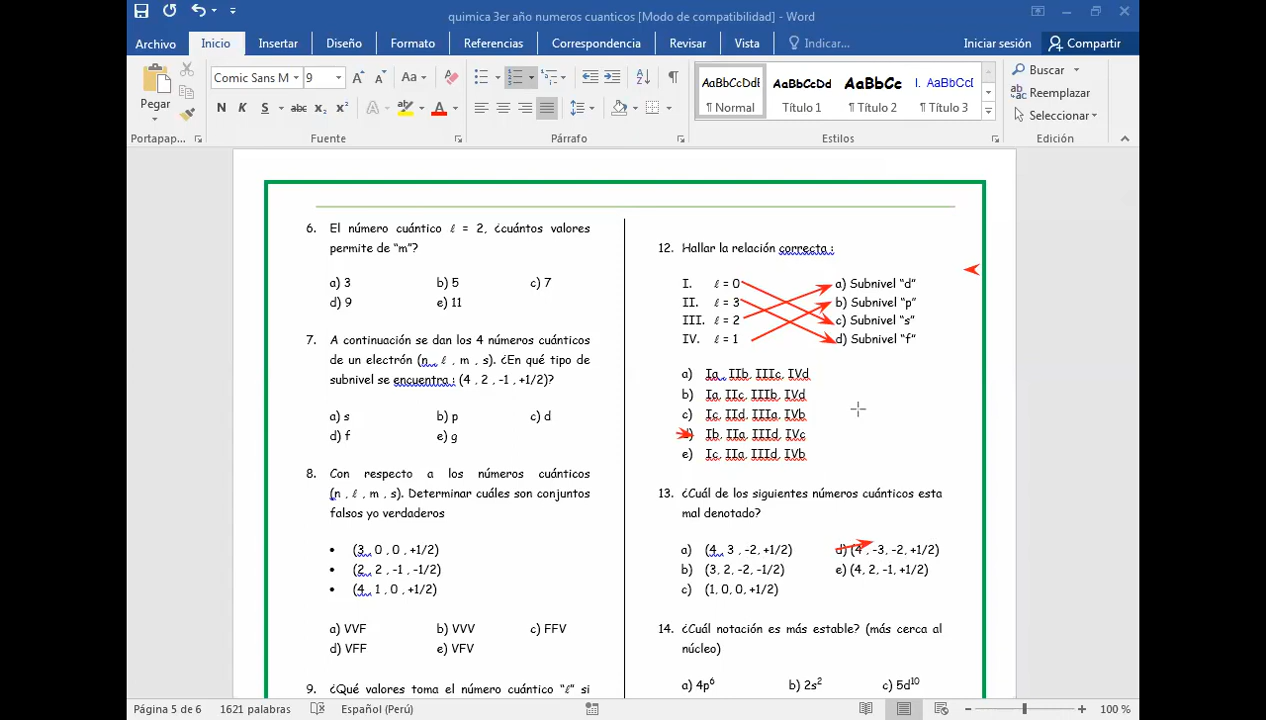 quimica 3er año numeros cuanticos [Modo de compatibilidad] - Word
Archivo Inicio Insertar Diseño Formato Referencias Correspondencia Revisar Vista Indicar... Iniciar sesión Compartir
Pegar
Comic Sans M 9 Aa
N K S abc x₂ x² A A
AaBbCcDdE AaBbCcDd AaBbCc I. AaBbCcD
¶ Normal ¶ Título 1 ¶ Título 2 ¶ Título 3
Buscar
Reemplazar
Seleccionar
Portapap... Fuente Párrafo Estilos Edición
6. El número cuántico ℓ = 2, ¿cuántos valores
permite de "m"?
a) 3 b) 5 c) 7
d) 9 e) 11
7. A continuación se dan los 4 números cuánticos
de un electrón (n , ℓ , m , s). ¿En qué tipo de
subnivel se encuentra : (4 , 2 , -1 , +1/2)?
a) s b) p c) d
d) f e) g
8. Con respecto a los números cuánticos
(n , ℓ , m , s). Determinar cuáles son conjuntos
falsos yo verdaderos
• (3 , 0 , 0 , +1/2)
• (2 , 2 , -1 , -1/2)
• (4 , 1 , 0 , +1/2)
a) VVF b) VVV c) FFV
d) VFF e) VFV
9. ¿Qué valores toma el número cuántico "ℓ" si
12. Hallar la relación correcta :
I. ℓ = 0 a) Subnivel "d"
II. ℓ = 3 b) Subnivel "p"
III. ℓ = 2 c) Subnivel "s"
IV. ℓ = 1 d) Subnivel "f"
a) Ia , IIb, IIIc, IVd
b) Ia, IIc, IIIb, IVd
c) Ic, IId, IIIa, IVb
d) Ib, IIa, IIId, IVc
e) Ic, IIa, IIId, IVb
13. ¿Cuál de los siguientes números cuánticos esta
mal denotado?
a) (4 , 3 , -2, +1/2) d) (4 , -3, -2, +1/2)
b) (3, 2, -2, -1/2) e) (4, 2, -1, +1/2)
c) (1, 0, 0, +1/2)
14. ¿Cuál notación es más estable? (más cerca al
núcleo)
a) 4p⁶ b) 2s² c) 5d¹⁰
Página 5 de 6 1621 palabras Español (Perú) 100 %